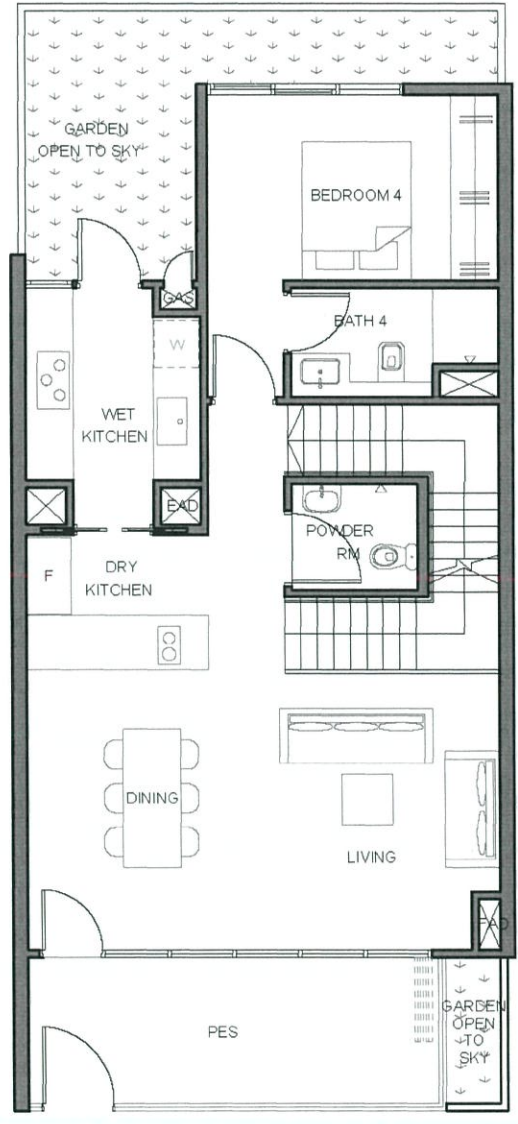 GARDEN
OPEN TO SKY
BEDROOM 4
GAS
BATH 4
W
WET
KITCHEN
EAD
POWDER
RM
DRY
KITCHEN
F
DINING
LIVING
FAD
GARDEN
OPEN
TO
SKY
PES